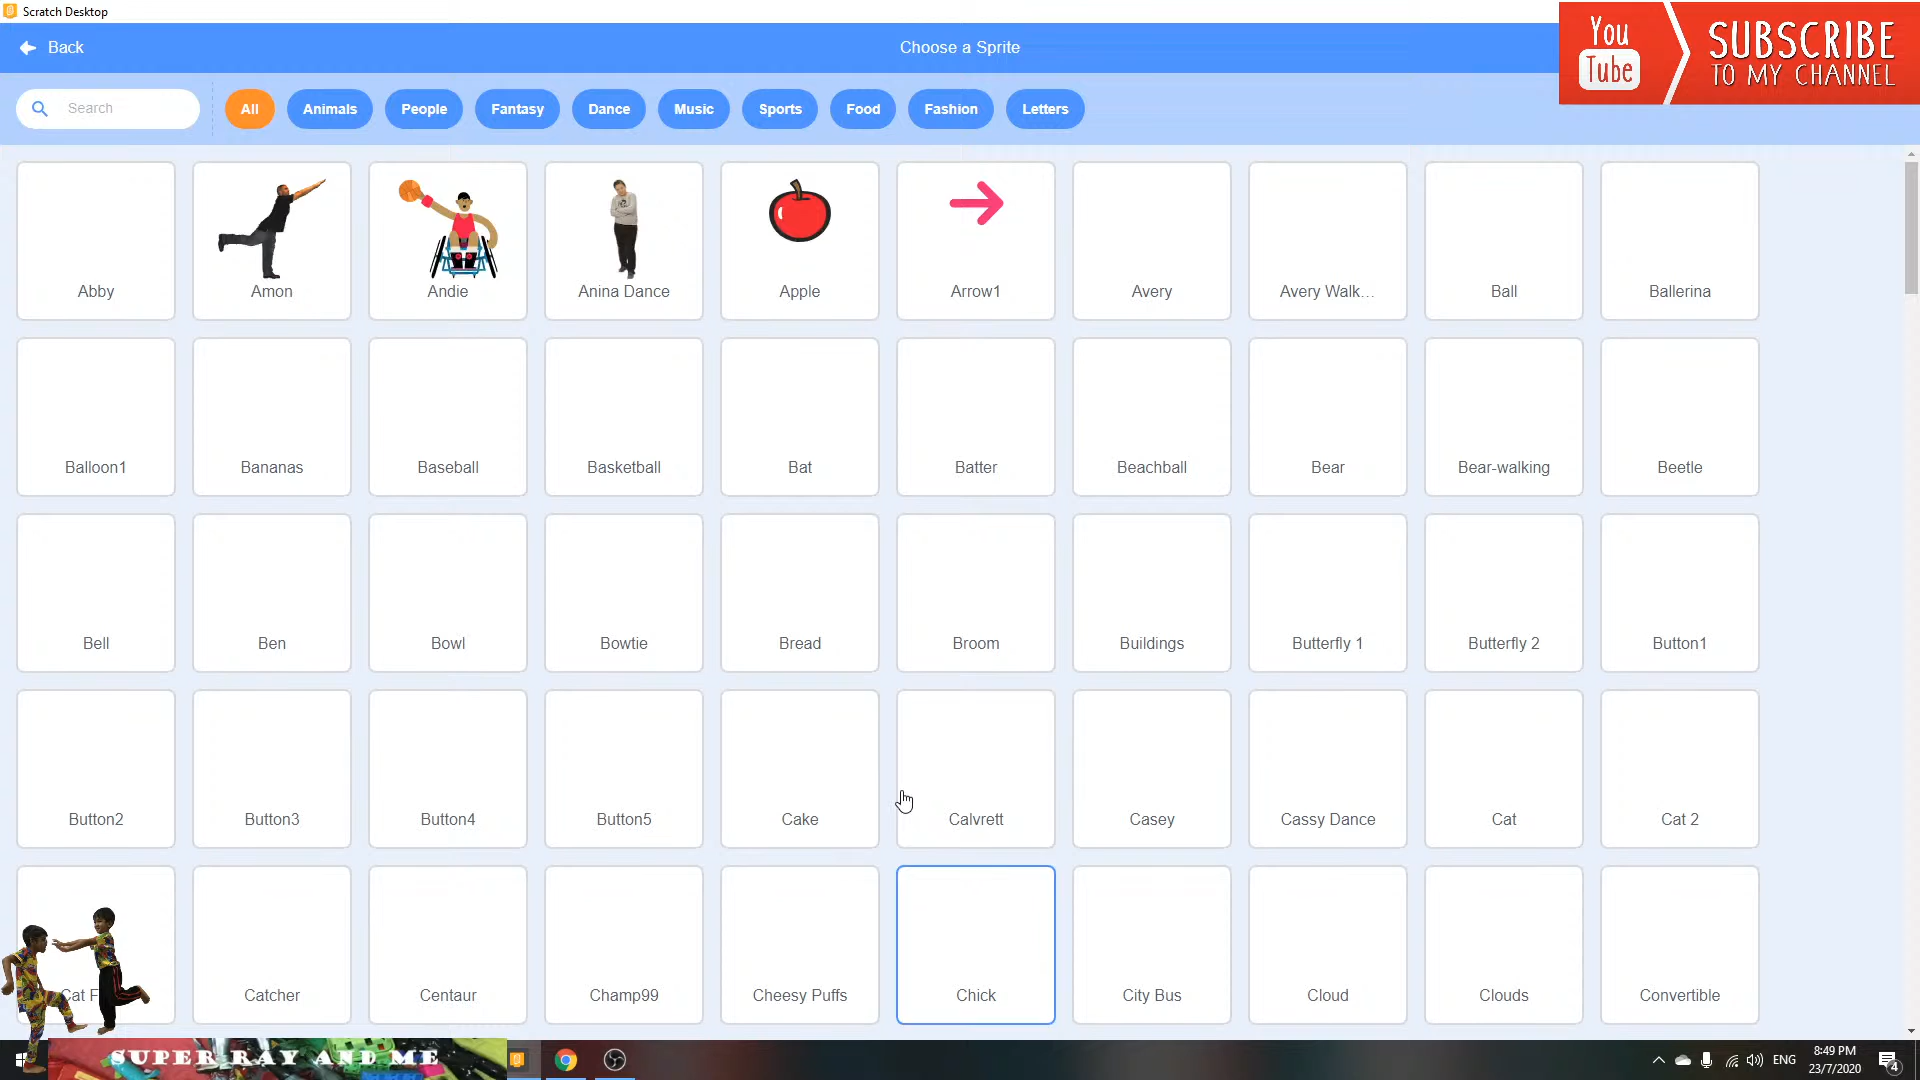 Scratch Desktop
Back
Choose a Sprite
You
Tube
SUBSCRIBE
TO MY CHANNEL
Search
All
Animals
People
Fantasy
Dance
Music
Sports
Food
Fashion
Letters
Abby
Amon
Andie
Anina Dance
Apple
Arrow1
Avery
Avery Walk...
Ball
Ballerina
Balloon1
Bananas
Baseball
Basketball
Bat
Batter
Beachball
Bear
Bear-walking
Beetle
Bell
Ben
Bowl
Bowtie
Bread
Broom
Buildings
Butterfly 1
Butterfly 2
Button1
Button2
Button3
Button4
Button5
Cake
Calvrett
Casey
Cassy Dance
Cat
Cat 2
Cat F
Catcher
Centaur
Champ99
Cheesy Puffs
Chick
City Bus
Cloud
Clouds
Convertible
SUPER RAY AND ME
ENG
8:49 PM
23/7/2020
4